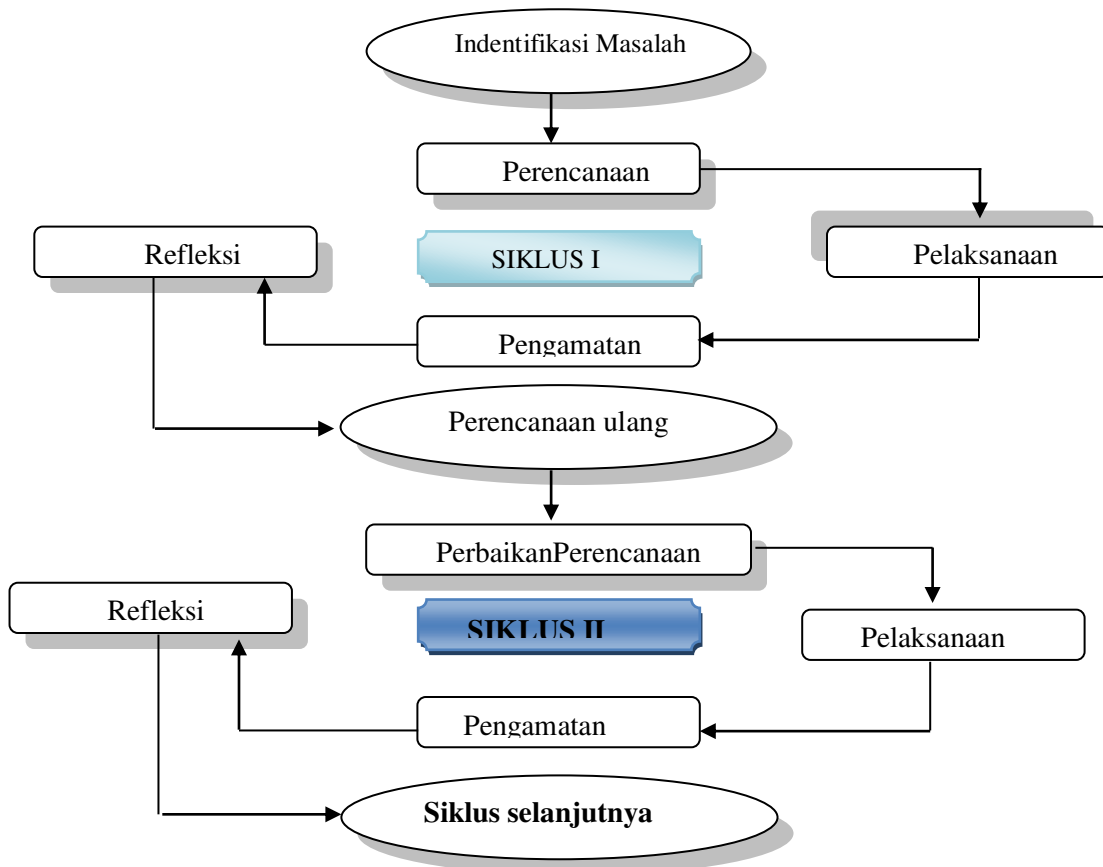 Indentifikasi Masalah
Perencanaan
Refleksi
SIKLUS I
Pelaksanaan
Pengamatan
Perencanaan ulang
PerbaikanPerencanaan
Refleksi
SIKLUS II
Pelaksanaan
Pengamatan
Siklus selanjutnya